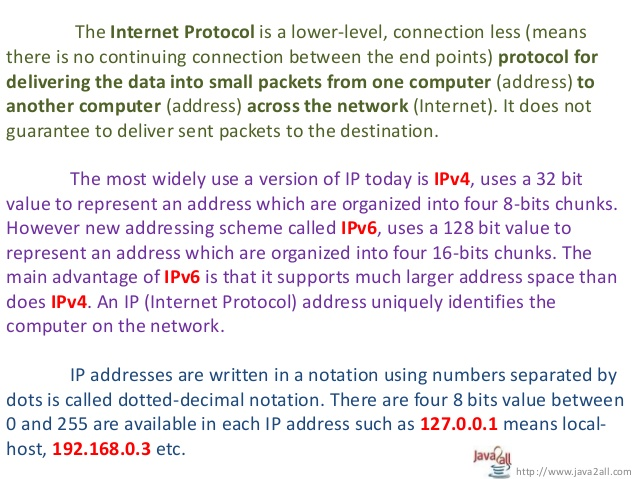 The Internet Protocol is a lower-level, connection less (means
there is no continuing connection between the end points) protocol for
delivering the data into small packets from one computer (address) to
another computer (address) across the network (Internet). It does not
guarantee to deliver sent packets to the destination.
The most widely use a version of IP today is IPv4, uses a 32 bit
value to represent an address which are organized into four 8-bits chunks.
However new addressing scheme called IPv6, uses a 128 bit value to
represent an address which are organized into four 16-bits chunks. The
main advantage of IPv6 is that it supports much larger address space than
does IPv4. An IP (Internet Protocol) address uniquely identifies the
computer on the network.
IP addresses are written in a notation using numbers separated by
dots is called dotted-decimal notation. There are four 8 bits value between
0 and 255 are available in each IP address such as 127.0.0.1 means local-
host, 192.168.0.3 etc.
Java2all
http://www.java2all.com